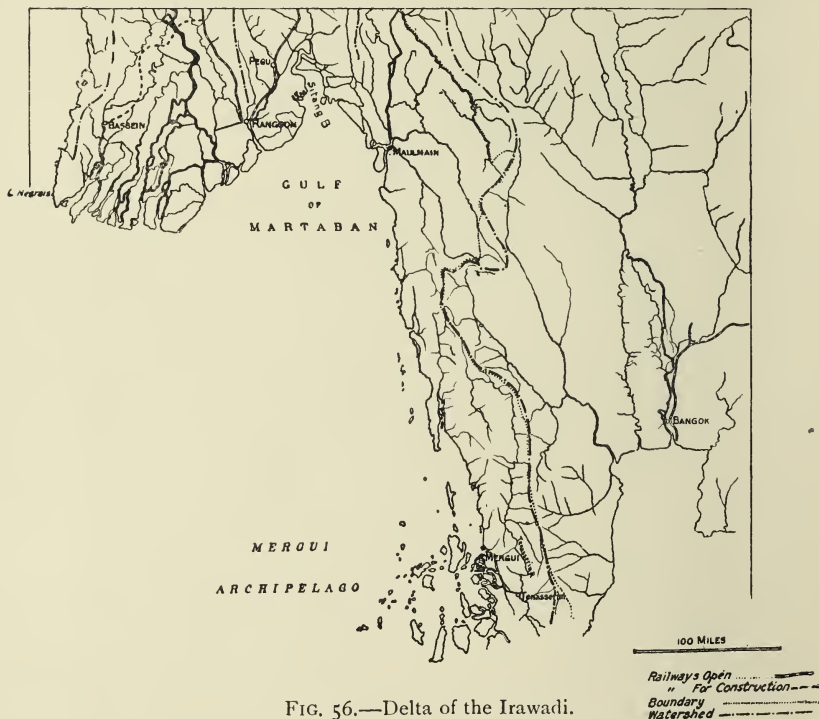 PEGU
Sitang R
BASSEIN
RANGOON
MAULMAIN
C. Negrais
GULF
OF
MARTABAN
BANGOK
MERGUI
ARCHIPELAGO
MERGUI
Tenasserim
100 MILES
Railways Open
" For Construction
Boundary
Watershed
FIG. 56.—Delta of the Irawadi.